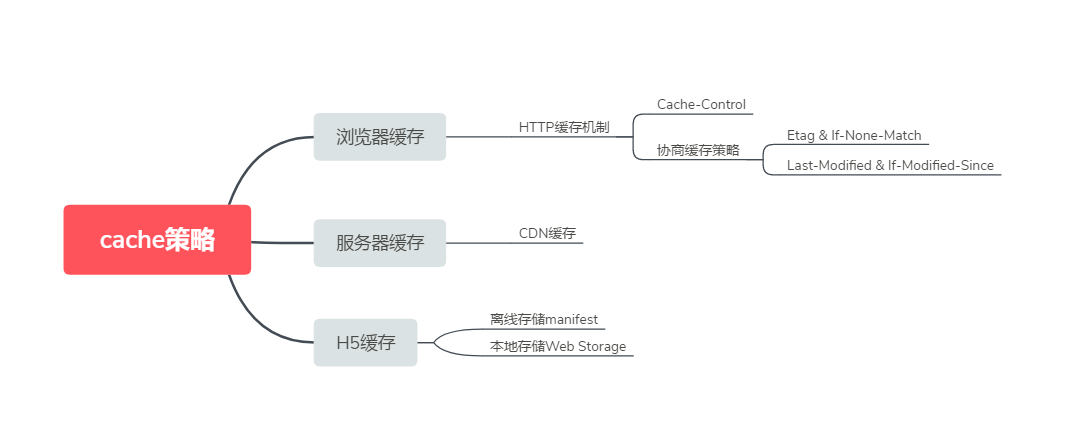 cache策略
浏览器缓存
HTTP缓存机制
Cache-Control
协商缓存策略
Etag & If-None-Match
Last-Modified & If-Modified-Since
服务器缓存
CDN缓存
H5缓存
离线存储manifest
本地存储Web Storage